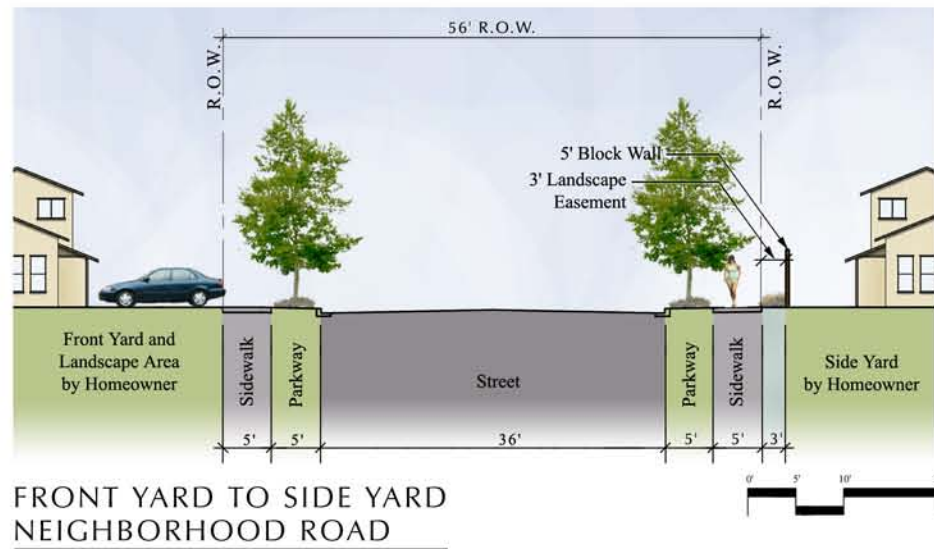 56' R.O.W.
R.O.W.
R.O.W.
5' Block Wall
3' Landscape
Easement
Front Yard and
Landscape Area
by Homeowner
Sidewalk
Parkway
Street
Parkway
Sidewalk
Side Yard
by Homeowner
5'
5'
36'
5'
5'
3'
FRONT YARD TO SIDE YARD
NEIGHBORHOOD ROAD
0'
5'
10'